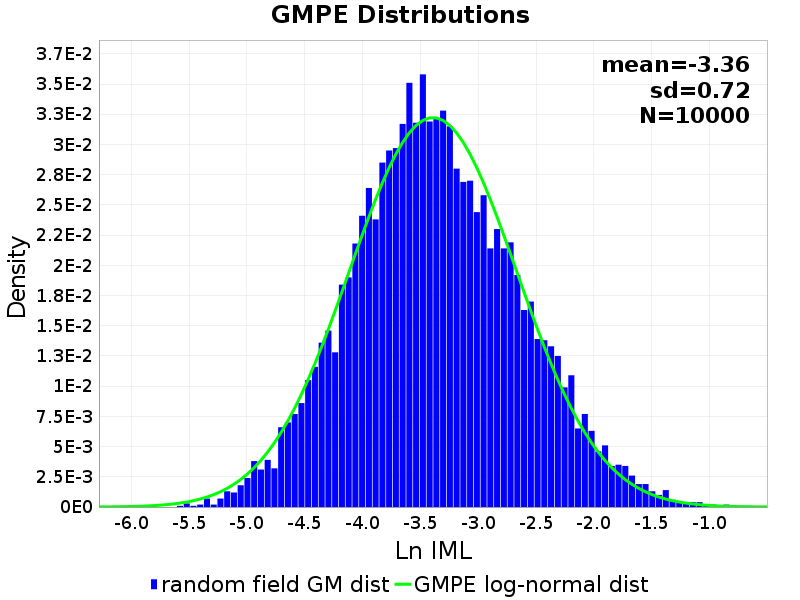 GMPE Distributions
mean=-3.36
sd=0.72
N=10000
3.7E-2
3.5E-2
3.3E-2
3E-2
2.8E-2
2.5E-2
2.3E-2
2E-2
1.8E-2
1.5E-2
1.3E-2
1E-2
7.5E-3
5E-3
2.5E-3
0E0
Density
-6.0 -5.5 -5.0 -4.5 -4.0 -3.5 -3.0 -2.5 -2.0 -1.5 -1.0
Ln IML
random field GM dist GMPE log-normal dist